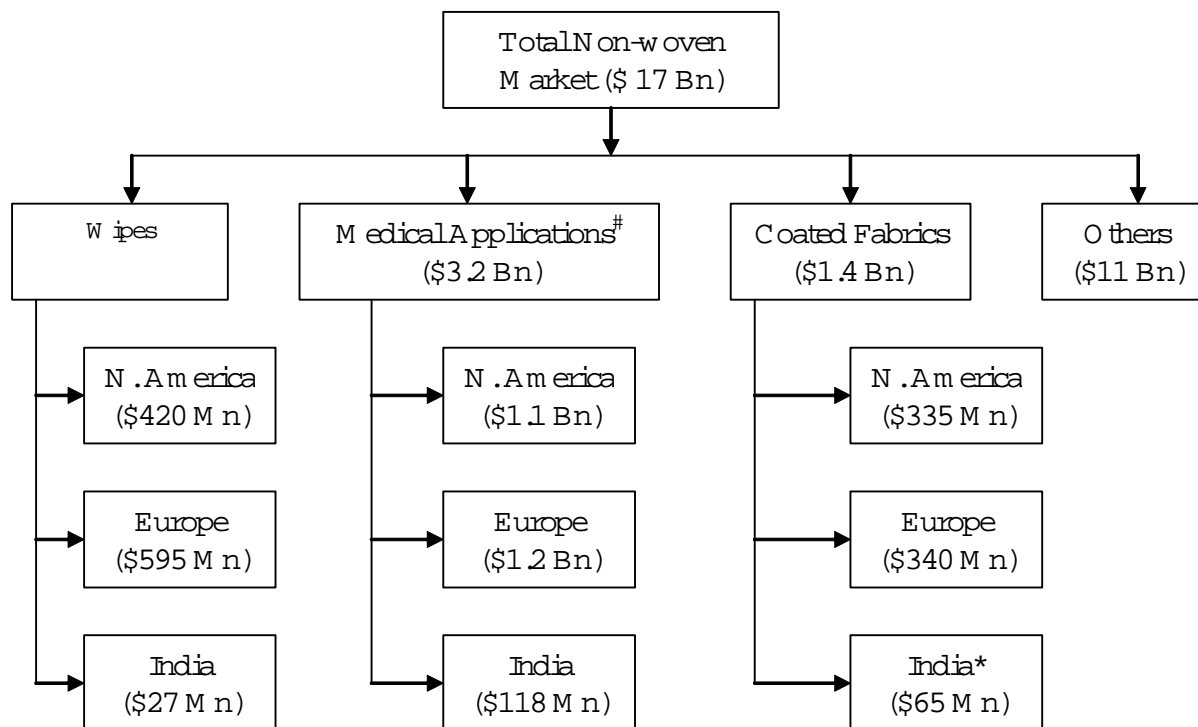 Total Non-woven
Market ($ 17 Bn)
Wipes
Medical Applications#
($3.2 Bn)
Coated Fabrics
($1.4 Bn)
Others
($11 Bn)
N. America
($420 Mn)
N. America
($1.1 Bn)
N. America
($335 Mn)
Europe
($595 Mn)
Europe
($1.2 Bn)
Europe
($340 Mn)
India
($27 Mn)
India
($118 Mn)
India*
($65 Mn)